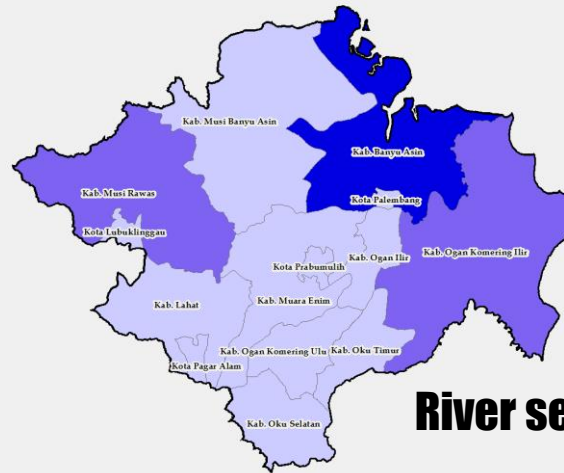 Kab. Musi Banyu Asin
Kab. Banyu Asin
Kab. Musi Rawas
Kota Palembang
Kota Lubuklinggau
Kab. Ogan Ilir
Kab. Ogan Komering Ilir
Kota Prabumulih
Kab. Lahat
Kab. Muara Enim
Kab. Ogan Komering Ulu
Kab. Oku Timur
Kota Pagar Alam
Kab. Oku Selatan
River se